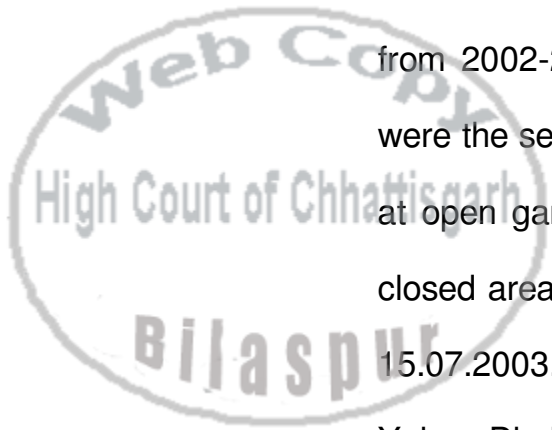 Web Copy
High Court of Chhattisgarh
Bilaspur
from 2002-
were the se
at open gar
closed area
15.07.2003.